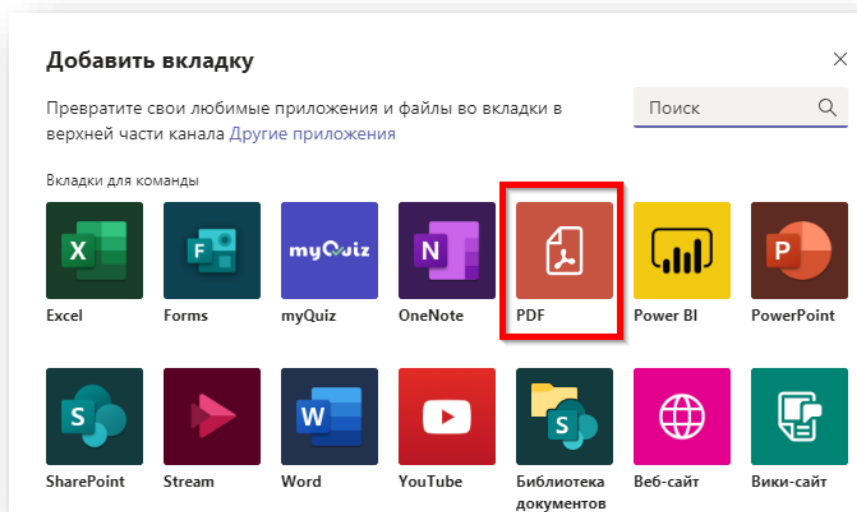 Добавить вкладку
Превратите свои любимые приложения и файлы во вкладки в
верхней части канала Другие приложения
Поиск
Вкладки для команды
X
F
myQuiz
N
P
Excel
Forms
myQuiz
OneNote
PDF
Power BI
PowerPoint
S
W
S
SharePoint
Stream
Word
YouTube
Библиотека
документов
Веб-сайт
Вики-сайт